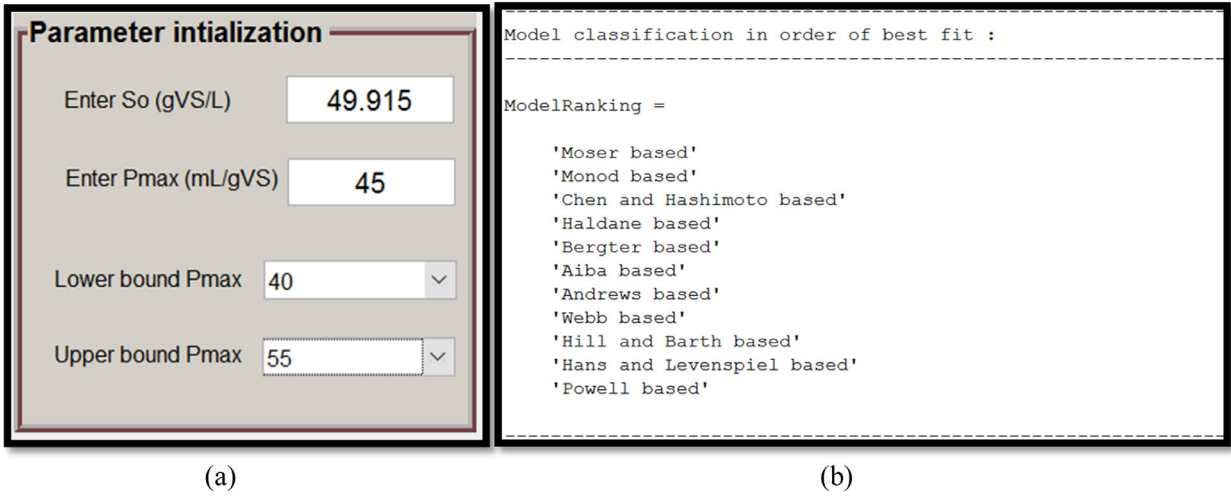 Parameter intialization
Enter So (gVS/L)
49.915
Enter Pmax (mL/gVS)
45
Lower bound Pmax
40
Upper bound Pmax
55
(a)
Model classification in order of best fit :
ModelRanking =
'Moser based'
'Monod based'
'Chen and Hashimoto based'
'Haldane based'
'Bergter based'
'Aiba based'
'Andrews based'
'Webb based'
'Hill and Barth based'
'Hans and Levenspiel based'
'Powell based'
(b)